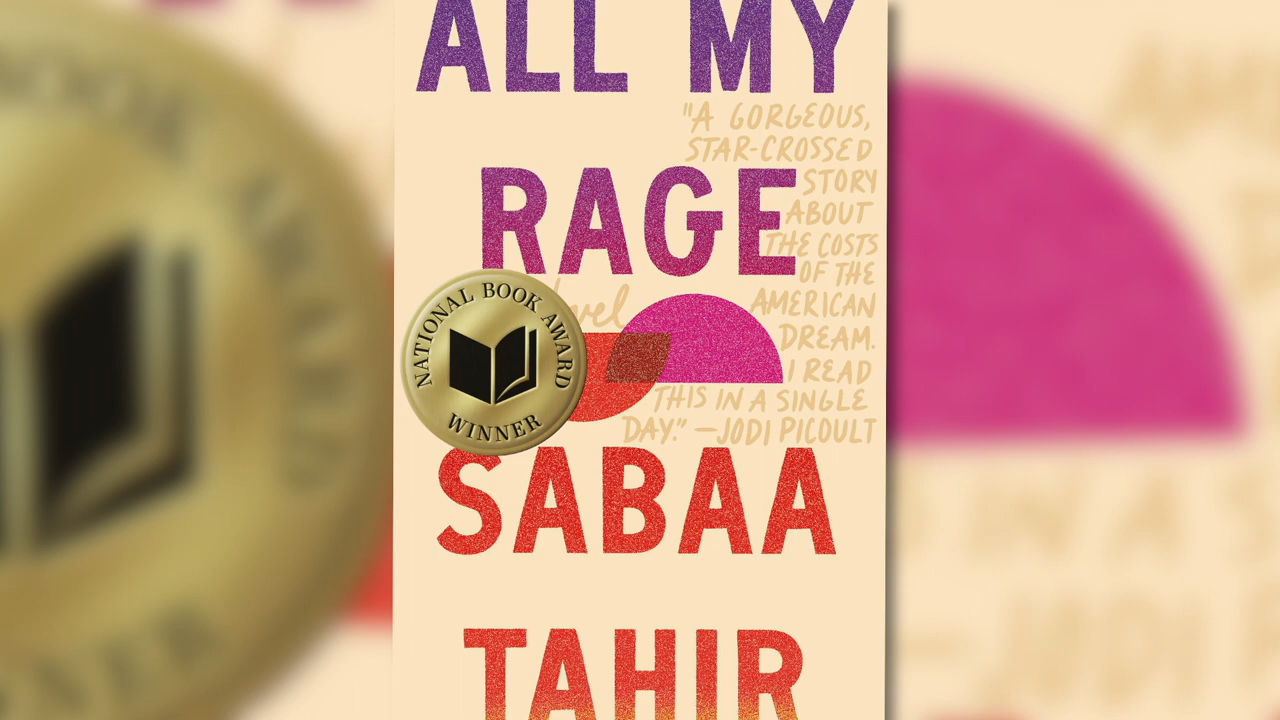 ALL MY
"A GORGEOUS,
STAR-CROSSED
STORY
RAGE
ABOUT
THE COSTS
OF THE
AMERICAN
DREAM.
I READ
THIS IN A SINGLE
DAY." —JODI PICOULT
NATIONAL BOOK AWARD
WINNER
SABAA
TAHIR